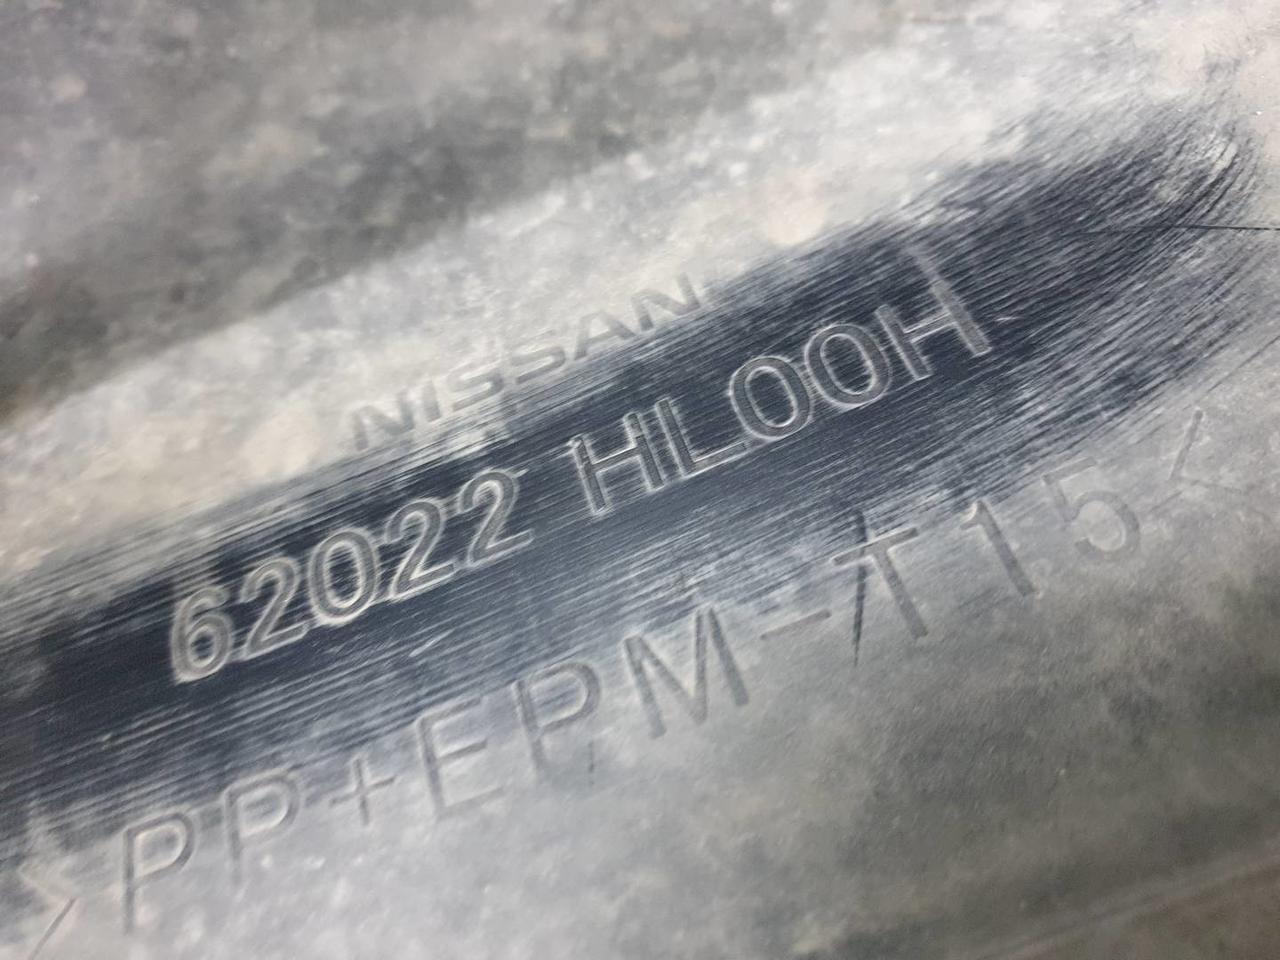 NISSAN
62022 HL00H
>PP+EPM-T15<